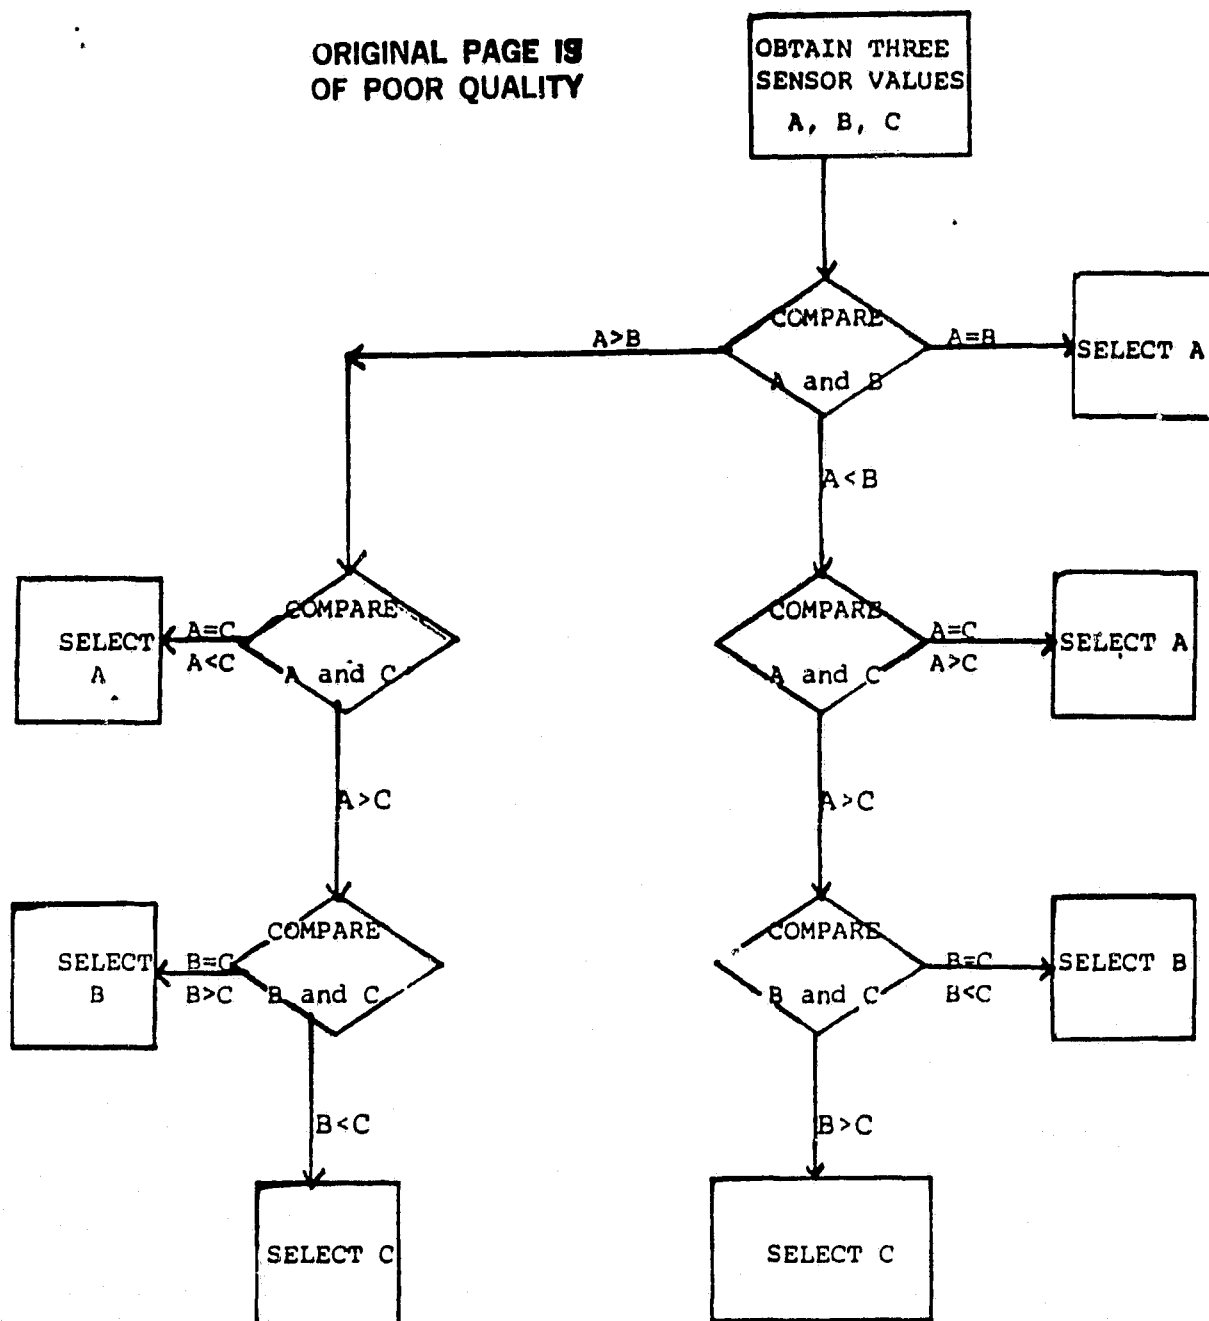 ORIGINAL PAGE IS
OF POOR QUALITY
OBTAIN THREE
SENSOR VALUES
A, B, C
COMPARE
A and B
A>B
A=B
SELECT A
A<B
COMPARE
A and C
A=C
A<C
SELECT
A
COMPARE
A and C
A=C
A>C
SELECT A
A>C
A>C
COMPARE
B and C
B=C
B>C
SELECT
B
COMPARE
B and C
B=C
B<C
SELECT B
B<C
B>C
SELECT C
SELECT C